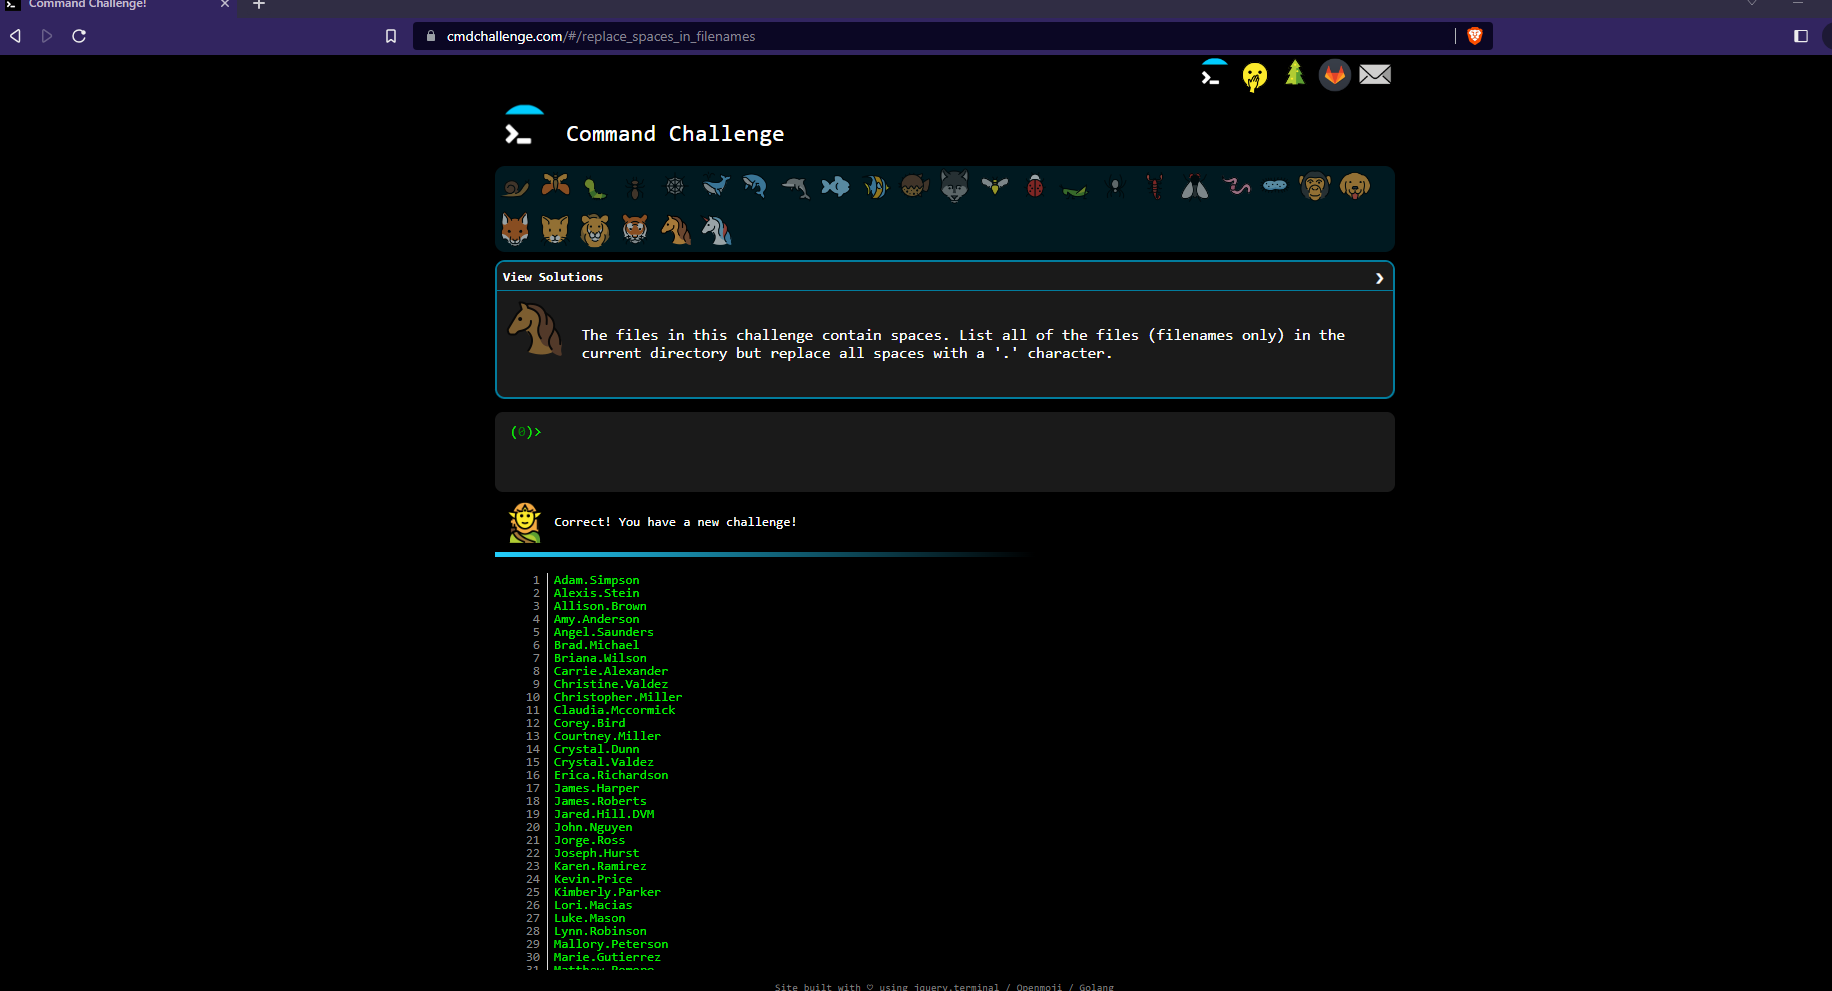 Command Challenge!
cmdchallenge.com/#/replace_spaces_in_filenames
Command Challenge
View Solutions
The files in this challenge contain spaces. List all of the files (filenames only) in the
current directory but replace all spaces with a '.' character.
(0)>
Correct! You have a new challenge!
1 Adam.Simpson
2 Alexis.Stein
3 Allison.Brown
4 Amy.Anderson
5 Angel.Saunders
6 Brad.Michael
7 Briana.Wilson
8 Carrie.Alexander
9 Christine.Valdez
10 Christopher.Miller
11 Claudia.Mccormick
12 Corey.Bird
13 Courtney.Miller
14 Crystal.Dunn
15 Crystal.Valdez
16 Erica.Richardson
17 James.Harper
18 James.Roberts
19 Jared.Hill.DVM
20 John.Nguyen
21 Jorge.Ross
22 Joseph.Hurst
23 Karen.Ramirez
24 Kevin.Price
25 Kimberly.Parker
26 Lori.Macias
27 Luke.Mason
28 Lynn.Robinson
29 Mallory.Peterson
30 Marie.Gutierrez
31 Matthew.Romero
Site built with ♡ using jquery.terminal / Openmoji / Golang